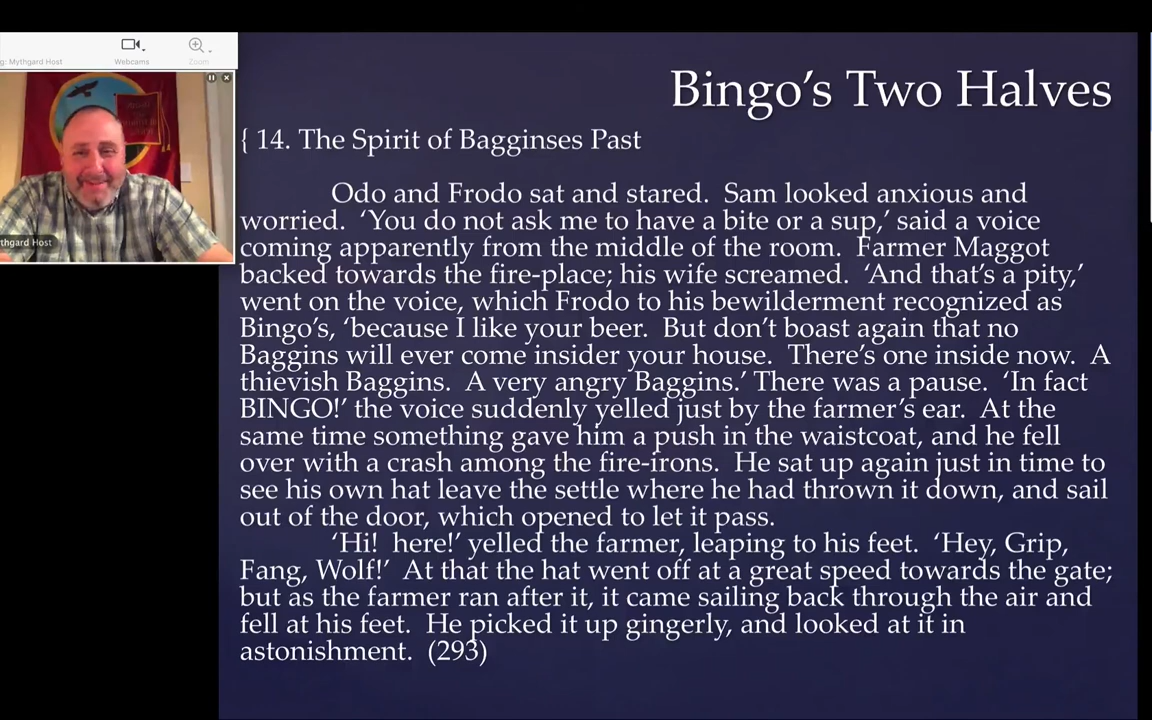 g: Mythgard Host
Webcams
Zoom
Bingo's Two Halves
{ 14. The Spirit of Bagginses Past
Odo and Frodo sat and stared. Sam looked anxious and
worried. 'You do not ask me to have a bite or a sup,' said a voice
coming apparently from the middle of the room. Farmer Maggot
backed towards the fire-place; his wife screamed. 'And that's a pity,'
went on the voice, which Frodo to his bewilderment recognized as
Bingo's, 'because I like your beer. But don't boast again that no
Baggins will ever come insider your house. There's one inside now. A
thievish Baggins. A very angry Baggins.' There was a pause. 'In fact
BINGO!' the voice suddenly yelled just by the farmer's ear. At the
same time something gave him a push in the waistcoat, and he fell
over with a crash among the fire-irons. He sat up again just in time to
see his own hat leave the settle where he had thrown it down, and sail
out of the door, which opened to let it pass.
'Hi! here!' yelled the farmer, leaping to his feet. 'Hey, Grip,
Fang, Wolf!' At that the hat went off at a great speed towards the gate;
but as the farmer ran after it, it came sailing back through the air and
fell at his feet. He picked it up gingerly, and looked at it in
astonishment. (293)
thgard Host